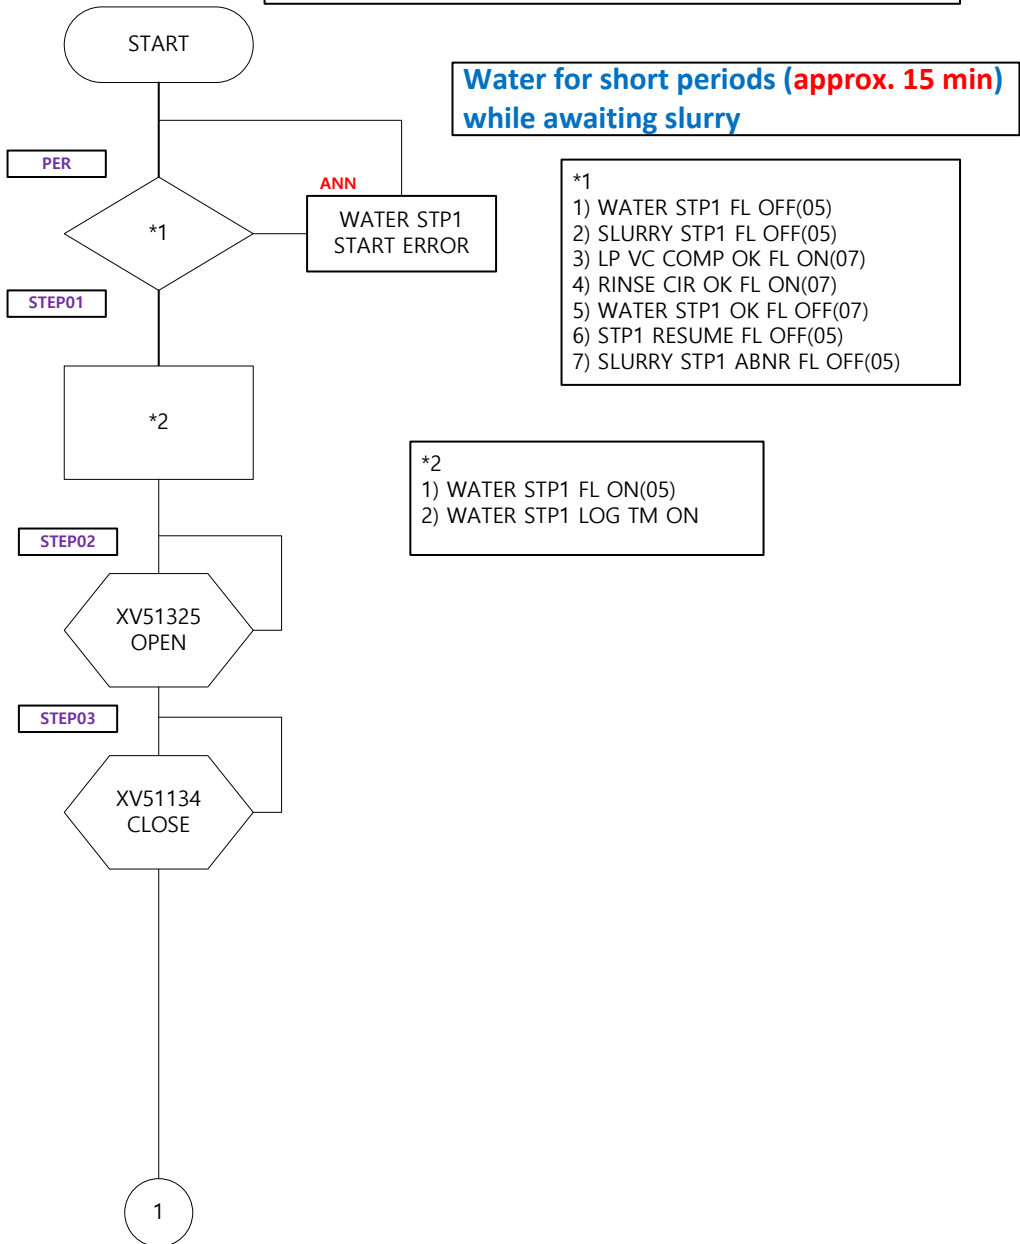 START
Water for short periods (approx. 15 min)
while awaiting slurry
PER
*1
ANN
WATER STP1
START ERROR
*1
1) WATER STP1 FL OFF(05)
2) SLURRY STP1 FL OFF(05)
3) LP VC COMP OK FL ON(07)
4) RINSE CIR OK FL ON(07)
5) WATER STP1 OK FL OFF(07)
6) STP1 RESUME FL OFF(05)
7) SLURRY STP1 ABNR FL OFF(05)
STEP01
*2
*2
1) WATER STP1 FL ON(05)
2) WATER STP1 LOG TM ON
STEP02
XV51325
OPEN
STEP03
XV51134
CLOSE
1